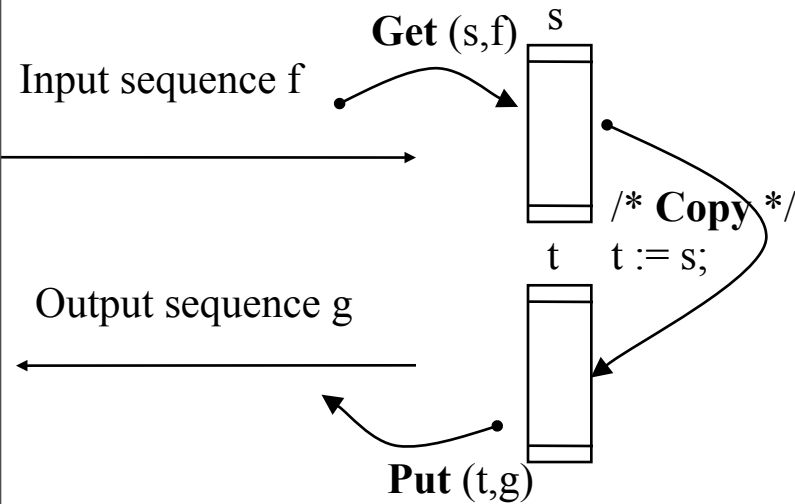 s
Get (s,f)
Input sequence f
/* Copy */
t
t := s;
Output sequence g
Put (t,g)